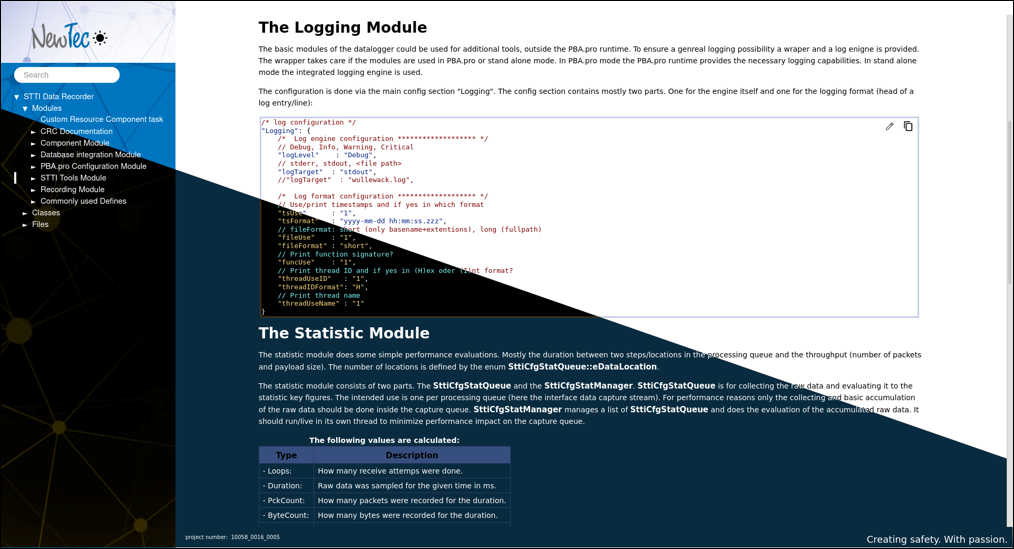 NewTec
Search
STTI Data Recorder
Modules
Custom Resource Component task
CRC Documentation
Component Module
Database integration Module
PBA.pro Configuration Module
STTI Tools Module
Recording Module
Commonly used Defines
Classes
Files
The Logging Module
The basic modules of the datalogger could be used for additional tools, outside the PBA.pro runtime. To ensure a genreal logging possibility a wraper and a log enigne is provided.
The wrapper takes care if the modules are used in PBA.pro or stand alone mode. In PBA.pro mode the PBA.pro runtime provides the necessary logging capabilities. In stand alone
mode the integrated logging engine is used.
The configuration is done via the main config section "Logging". The config section contains mostly two parts. One for the engine itself and one for the logging format (head of a
log entry/line):
/* log configuration */
"Logging": {
/*  Log engine configuration ******************* */
// Debug, Info, Warning, Critical
"logLevel"    : "Debug",
// stderr, stdout, <file path>
"logTarget"  : "stdout",
//"logTarget"  : "wullewack.log",
/*  Log format configuration ******************* */
// Use/print timestamps and if yes in which format
"tsUse"      : "1",
"tsFormat"   : "yyyy-mm-dd hh:mm:ss.zzz",
// fileFormat: short (only basename+extentions), long (fullpath)
"fileUse"    : "1",
"fileFormat" : "short",
// Print function signature?
"funcUse"    : "1",
// Print thread ID and if yes in (H)ex oder (I)nt format?
"threadUseID"   : "1",
"threadIDFormat": "H",
// Print thread name
"threadUseName" : "1"
}
The Statistic Module
The statistic module does some simple performance evaluations. Mostly the duration between two steps/locations in the processing queue and the throughput (number of packets
and payload size). The number of locations is defined by the enum SttiCfgStatQueue::eDataLocation.
The statistic module consists of two parts. The SttiCfgStatQueue and the SttiCfgStatManager. SttiCfgStatQueue is for collecting the raw data and evaluating it to the
statistic key figures. The intended use is one per processing queue (here the interface data capture stream). For performance reasons only the collecting and basic accumulation
of the raw data should be done inside the capture queue. SttiCfgStatManager manages a list of SttiCfgStatQueue and does the evaluation of the accumulated raw data. It
should run/live in its own thread to minimize performance impact on the capture queue.
The following values are calculated:
Type Description
- Loops: How many receive attemps were done.
- Duration: Raw data was sampled for the given time in ms.
- PckCount: How many packets were recorded for the duration.
- ByteCount: How many bytes were recorded for the duration.
project number: 10058_0016_0005
Creating safety. With passion.